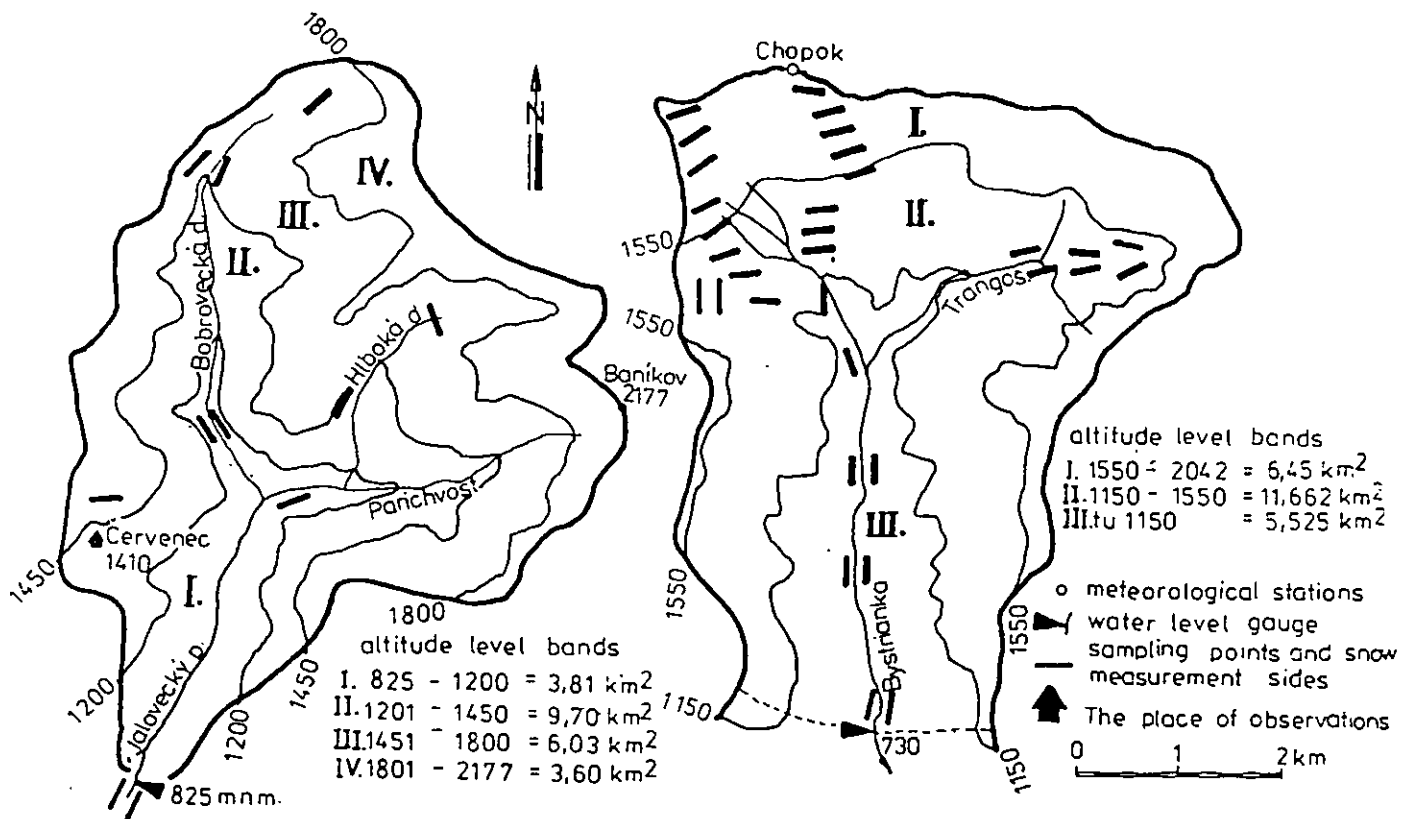 1800
N
IV.
III.
II.
Bobrovecká d.
Hlboká d.
Baníkov
2177
Parichvost
Červenec
1410
1450
I.
1200
Jalovecký p.
1200
1450
1800
825 m n m.
altitude level bands
I. 825 - 1200 = 3,81 km2
II. 1201 - 1450 = 9,70 km2
III. 1451 - 1800 = 6,03 km2
IV. 1801 - 2177 = 3,60 km2
Chopok
I.
II.
1550
1550
Trangos.
III.
1550
1550
Bystrianka
1150
730
1150
altitude level bands
I. 1550 - 2042 = 6,45 km2
II. 1150 - 1550 = 11,662 km2
III. tu 1150 = 5,525 km2
meteorological stations
water level gauge
sampling points and snow
measurement sides
The place of observations
0 1 2 km